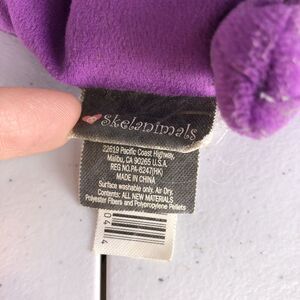 skelanimals
22619 Pacific Coast Highway,
Malibu, CA 90265 U.S.A.
REG.NO.PA-6247(HK)
MADE IN CHINA
Surface washable only. Air Dry.
Contents: ALL NEW MATERIALS
Polyester Fibers and Polypropylene Pellets
004